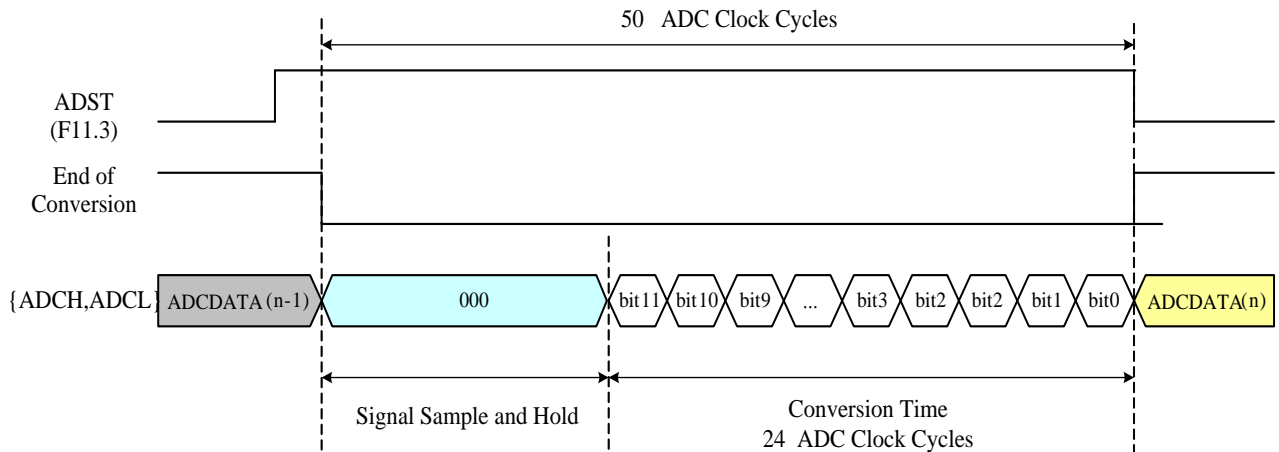 50 ADC Clock Cycles
ADST
(F11.3)
End of
Conversion
{ADCH,ADCL}
ADCDATA(n-1)
000
bit11
bit10
bit9
...
bit3
bit2
bit2
bit1
bit0
ADCDATA(n)
Signal Sample and Hold
Conversion Time
24 ADC Clock Cycles